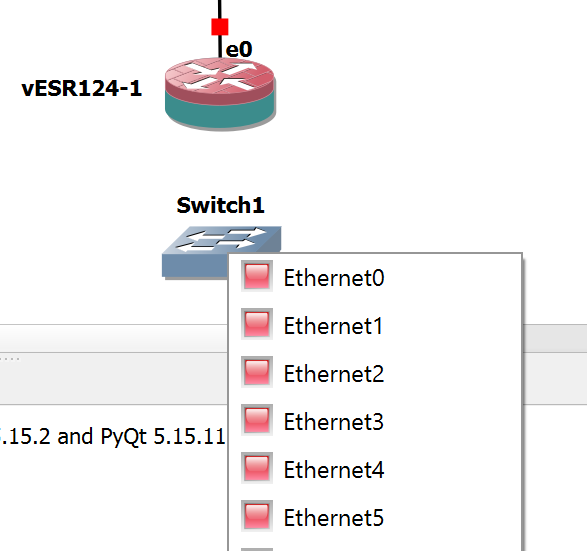 e0
vESR124-1
Switch1
Ethernet0
Ethernet1
Ethernet2
Ethernet3
.15.2 and PyQt 5.15.11
Ethernet4
Ethernet5